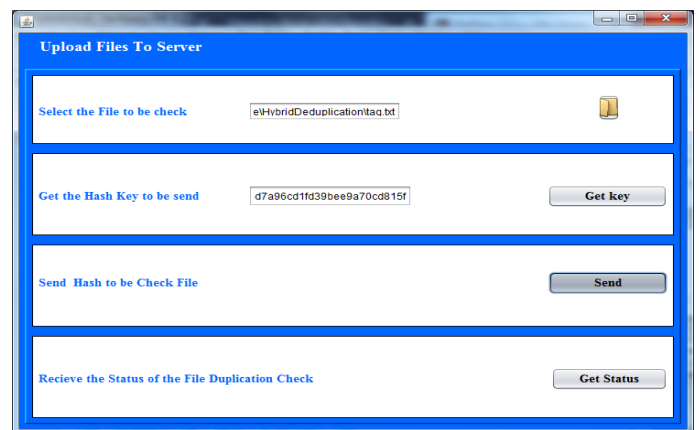 Upload Files To Server
Select the File to be check e\HybridDeduplication\tag.txt
Get the Hash Key to be send d7a96cd1fd39bee9a70cd815f Get key
Send Hash to be Check File Send
Recieve the Status of the File Duplication Check Get Status